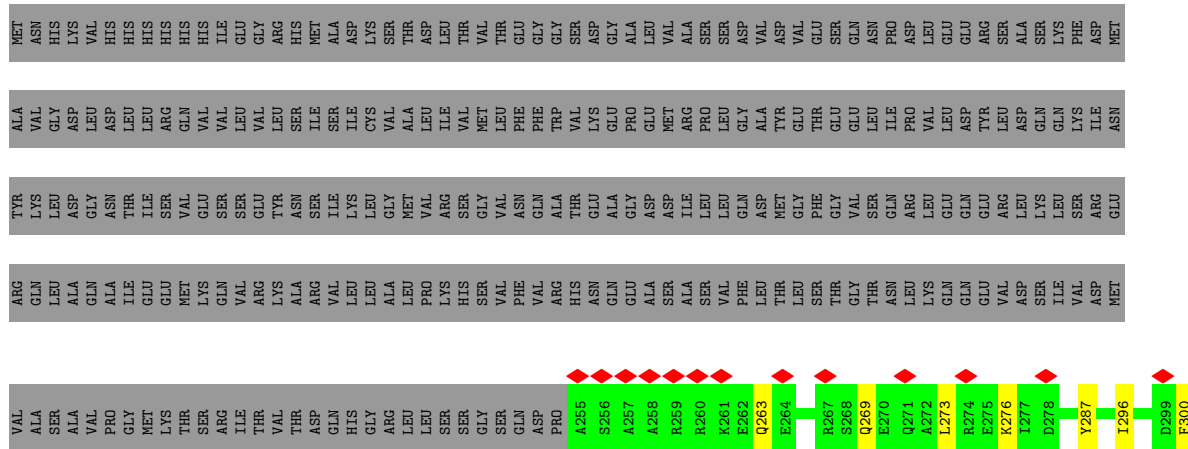 MET ASN HIS LYS VAL HIS HIS HIS HIS HIS HIS ILE GLU GLY ARG HIS MET ALA ASP LYS SER THR ASP LEU THR VAL THR GLU GLY GLY SER ASP GLY ALA LEU VAL ALA SER SER ASP VAL ASP VAL GLU SER GLN ASN PRO ASP LEU GLU GLU ARG SER ALA SER LYS PHE ASP MET
ALA VAL GLY ASP LEU ASP LEU LEU ARG GLN VAL VAL LEU VAL LEU SER ILE SER ILE CYS VAL ALA LEU ILE VAL MET LEU PHE PHE TRP VAL LYS GLU PRO GLU MET ARG PRO LEU GLY ALA TYR GLU THR GLU GLU LEU ILE PRO VAL LEU ASP TYR LEU ASP GLN GLN LYS ILE ASN
TYR LYS LEU ASP GLY ASN THR ILE SER VAL GLU SER SER GLU TYR ASN SER ILE LYS LEU GLY MET VAL ARG SER GLY VAL ASN GLN ALA THR GLU ALA GLY ASP ASP ILE LEU LEU GLN ASP MET GLY PHE GLY VAL SER GLN ARG LEU GLU GLN GLU ARG LEU LYS LEU SER ARG GLU
ARG GLN LEU ALA GLN ALA ILE GLU GLU MET LYS GLN VAL ARG LYS ALA ARG VAL LEU LEU ALA LEU PRO LYS HIS SER VAL PHE VAL ARG HIS ASN GLN GLU ALA SER ALA SER VAL PHE LEU THR LEU SER THR GLY THR ASN LEU LYS GLN GLN GLU VAL ASP SER ILE VAL ASP MET
VAL ALA SER ALA VAL PRO GLY MET LYS THR SER ARG ILE THR VAL THR ASP GLN HIS GLY ARG LEU LEU SER SER GLY SER GLN ASP PRO A255 S256 A257 A258 R259 R260 K261 E262 Q263 E264 R267 S268 Q269 E270 Q271 A272 L273 R274 E275 K276 I277 D278 Y287 I296 D299 F300